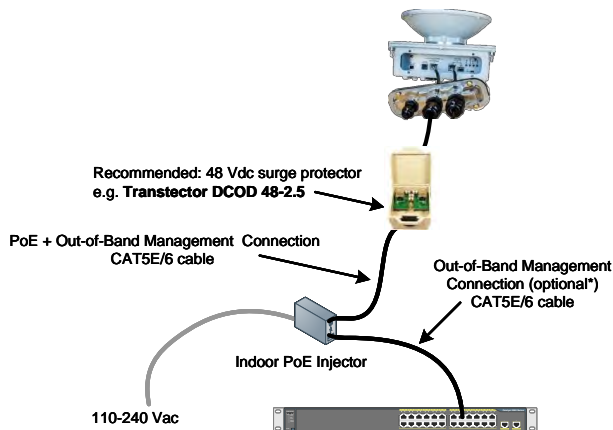 Recommended: 48 Vdc surge protector
e.g. Transtector DCOD 48-2.5
PoE + Out-of-Band Management Connection
CAT5E/6 cable
Out-of-Band Management
Connection (optional*)
CAT5E/6 cable
Indoor PoE Injector
110-240 Vac